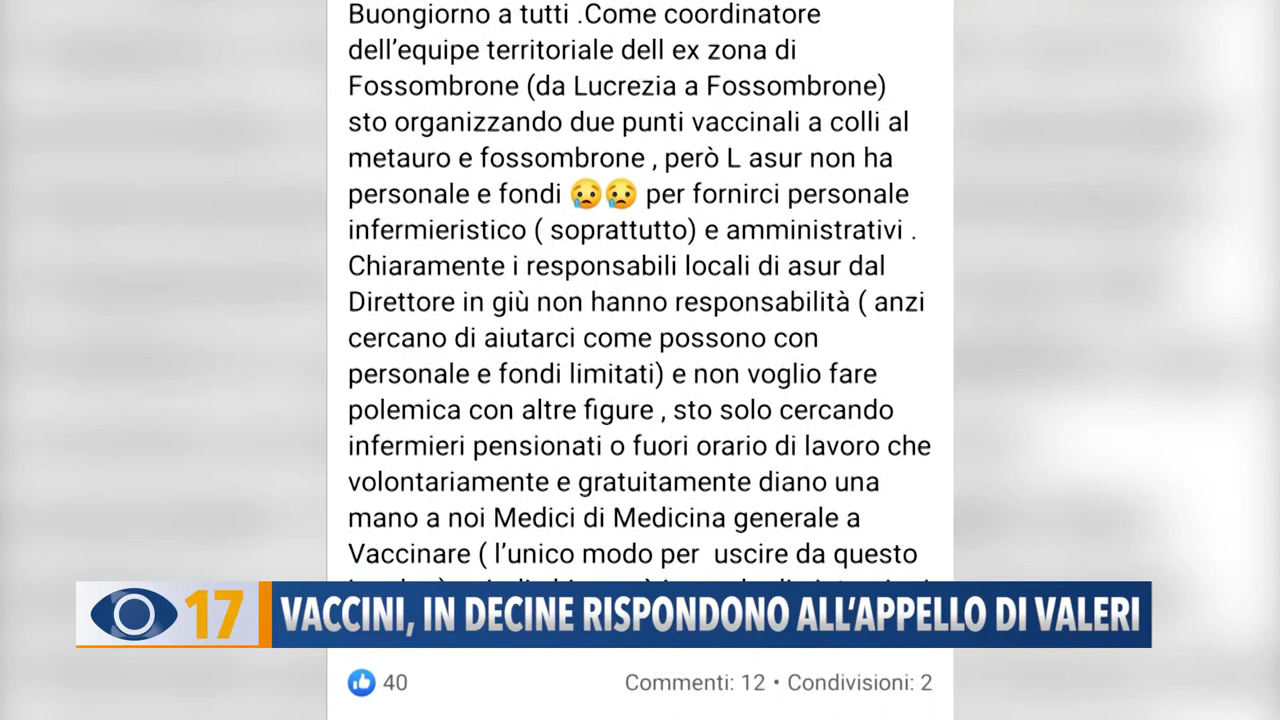 Buongiorno a tutti .Come coordinatore
dell’equipe territoriale dell ex zona di
Fossombrone (da Lucrezia a Fossombrone)
sto organizzando due punti vaccinali a colli al
metauro e fossombrone , però L asur non ha
personale e fondi 😢😢 per fornirci personale
infermieristico ( soprattutto) e amministrativi .
Chiaramente i responsabili locali di asur dal
Direttore in giù non hanno responsabilità ( anzi
cercano di aiutarci come possono con
personale e fondi limitati) e non voglio fare
polemica con altre figure , sto solo cercando
infermieri pensionati o fuori orario di lavoro che
volontariamente e gratuitamente diano una
mano a noi Medici di Medicina generale a
Vaccinare ( l’unico modo per  uscire da questo
17 VACCINI, IN DECINE RISPONDONO ALL'APPELLO DI VALERI
40 Commenti: 12 • Condivisioni: 2